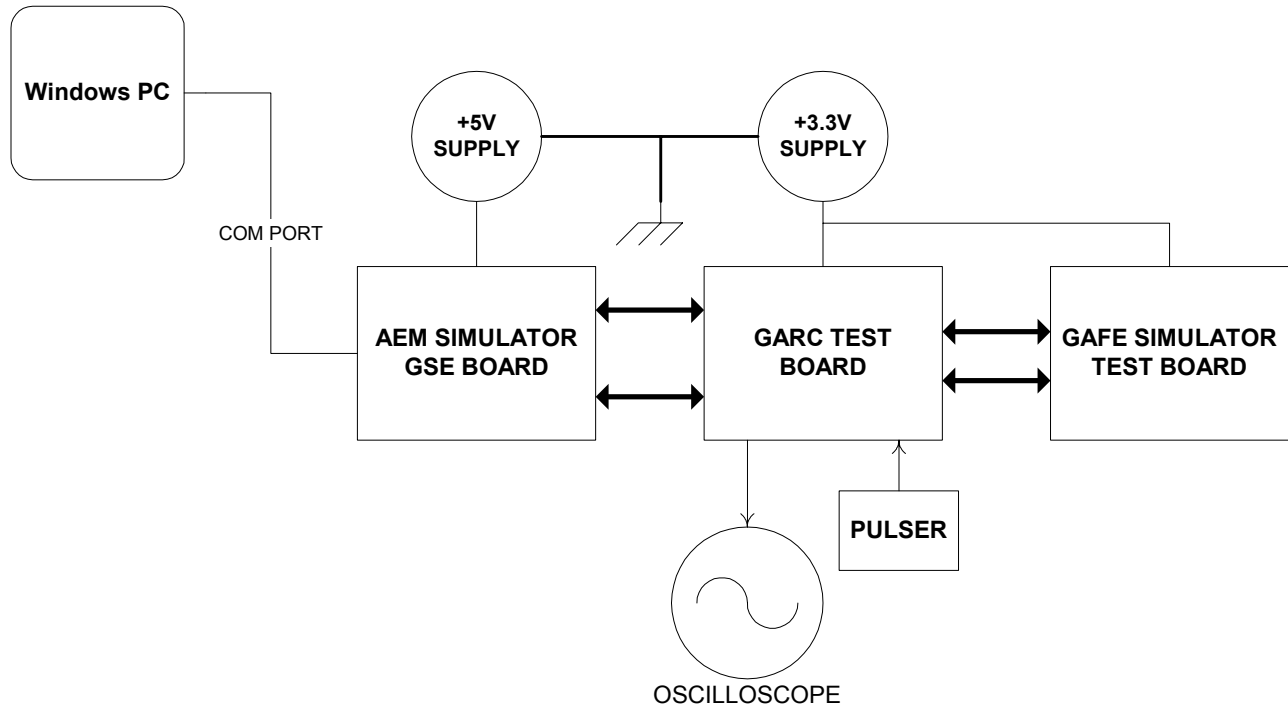 Windows PC
+5V
SUPPLY
+3.3V
SUPPLY
COM PORT
AEM SIMULATOR
GSE BOARD
GARC TEST
BOARD
GAFE SIMULATOR
TEST BOARD
PULSER
OSCILLOSCOPE